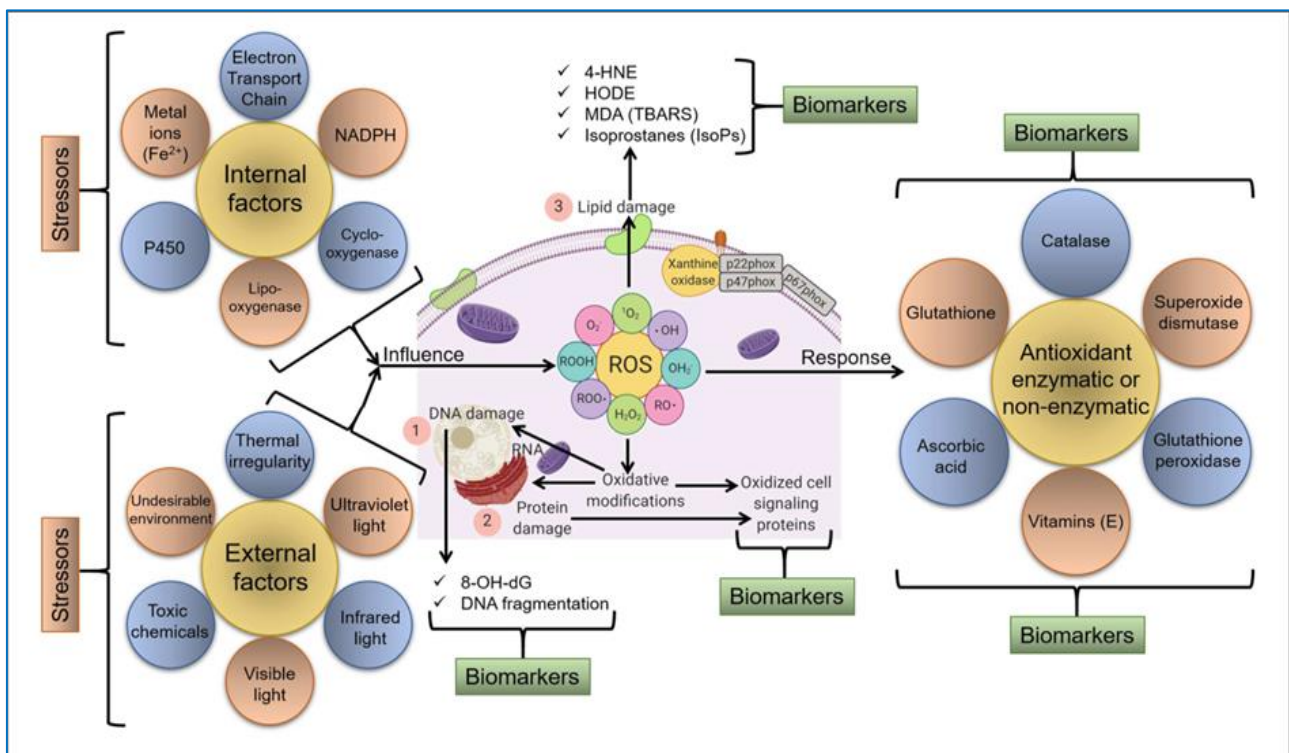 Stressors
Electron
Transport
Chain
Metal
ions
(Fe²⁺)
NADPH
Internal
factors
P450
Cyclo-
oxygenase
Lipo-
oxygenase
Stressors
Thermal
irregularity
Undesirable
environment
Ultraviolet
light
External
factors
Toxic
chemicals
Infrared
light
Visible
light
Influence
✓ 4-HNE
✓ HODE
✓ MDA (TBARS)
✓ Isoprostanes (IsoPs)
Biomarkers
3 Lipid damage
Xanthine
oxidase
p22phox
p47phox
p67phox
¹O₂
O₂⁻
·OH
ROOH
ROS
OH₂⁻
ROO•
RO•
H₂O₂
1
DNA damage
RNA
Oxidative
modifications
Oxidized cell
signaling
proteins
2
Protein
damage
Biomarkers
✓ 8-OH-dG
✓ DNA fragmentation
Biomarkers
Response
Biomarkers
Catalase
Glutathione
Superoxide
dismutase
Antioxidant
enzymatic or
non-enzymatic
Ascorbic
acid
Glutathione
peroxidase
Vitamins (E)
Biomarkers